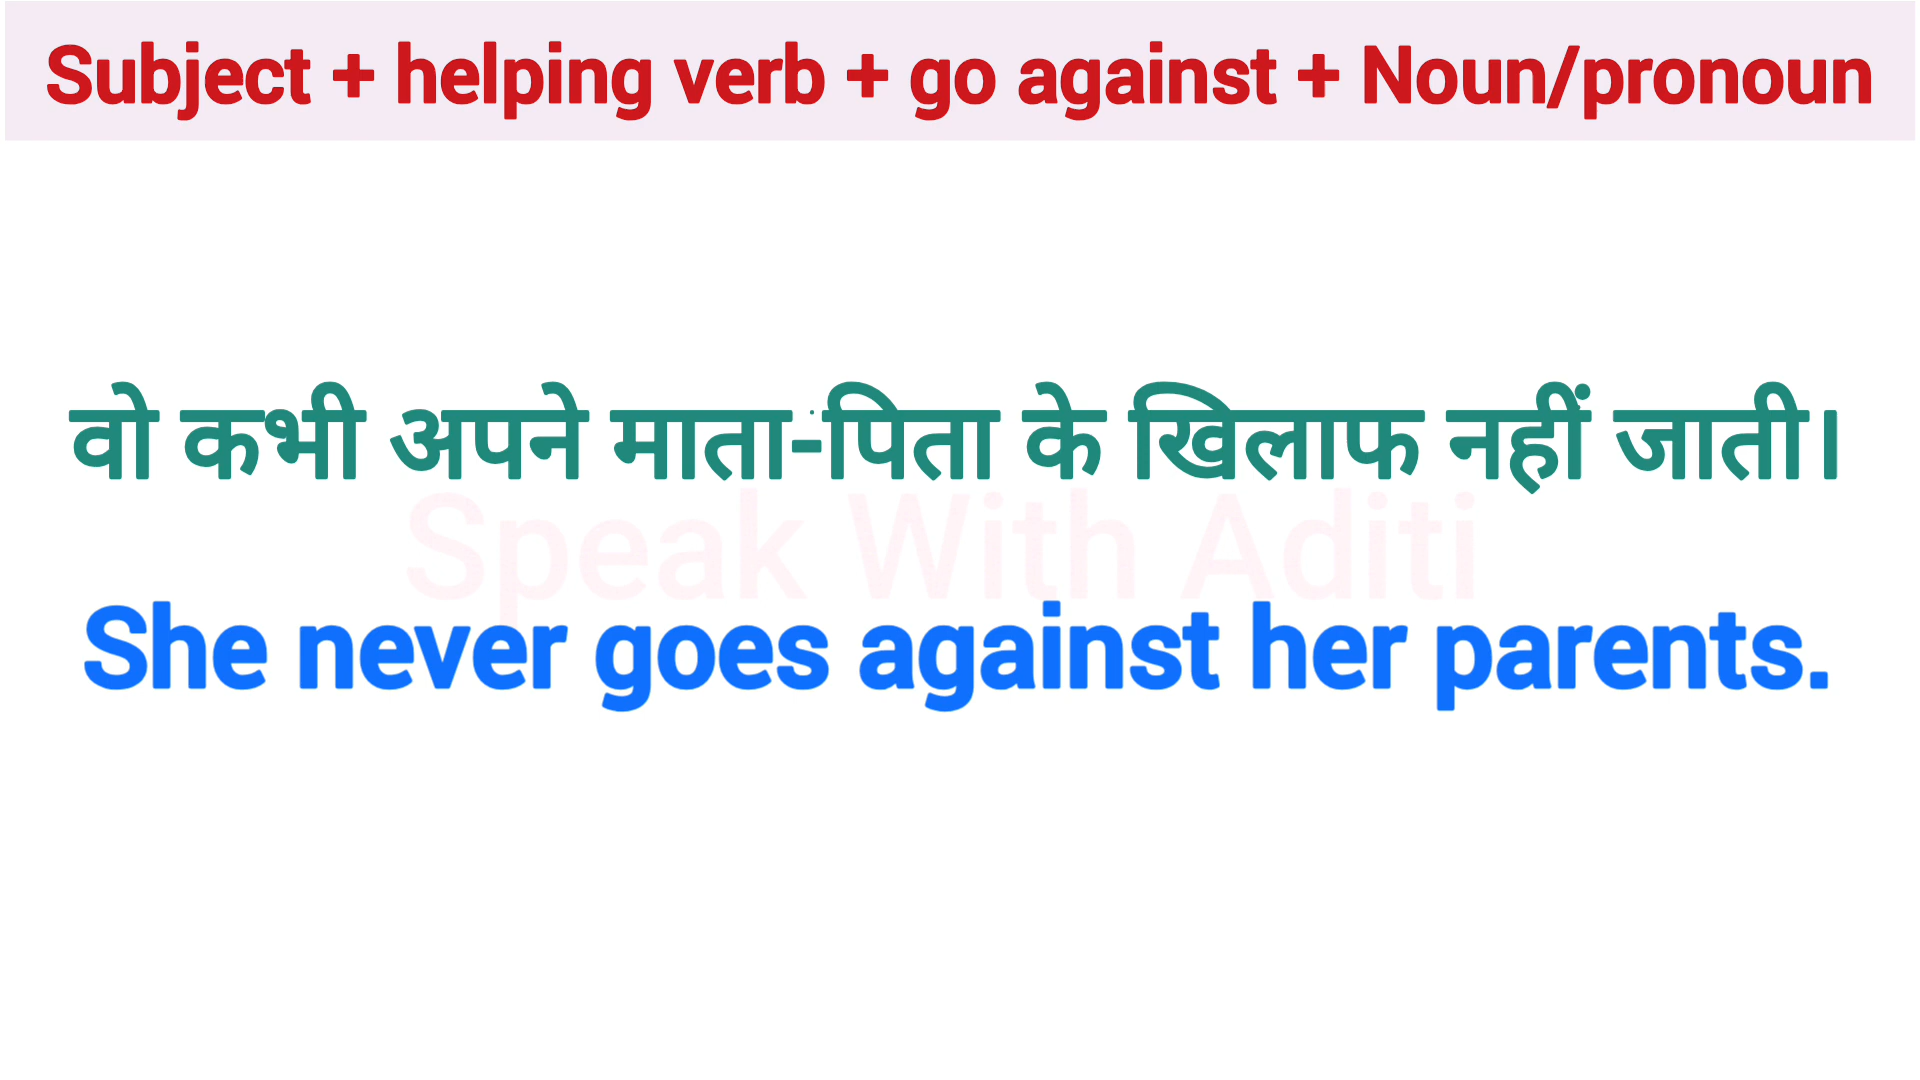 Subject + helping verb + go against + Noun/pronoun
वो कभी अपने माता-पिता के खिलाफ नहीं जाती।
Speak With Aditi
She never goes against her parents.